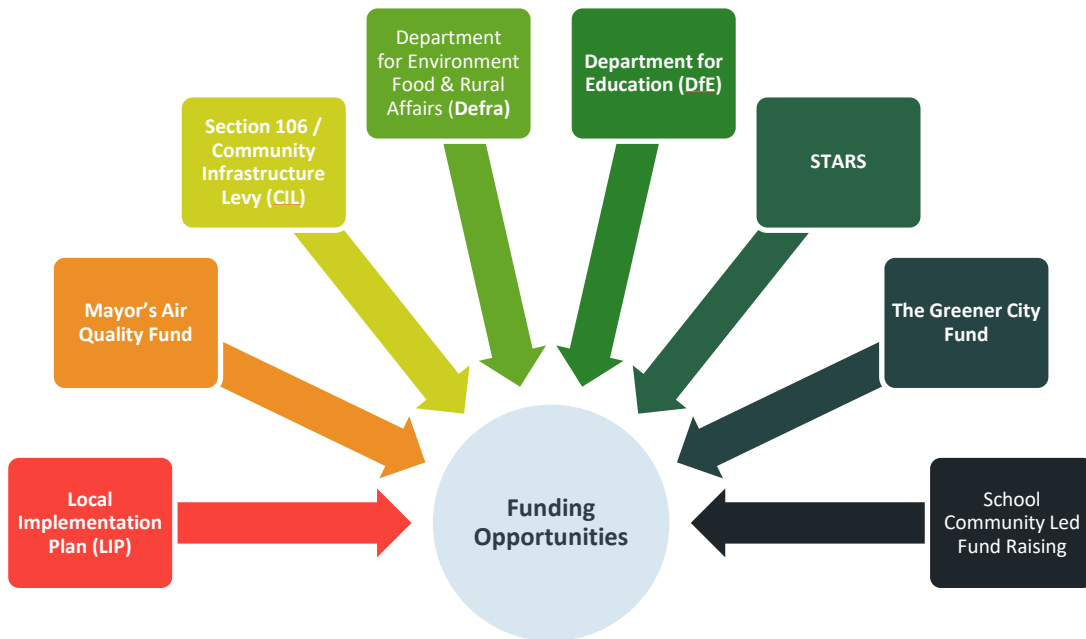 Local
Implementation
Plan (LIP)
Mayor’s Air
Quality Fund
Section 106 /
Community
Infrastructure
Levy (CIL)
Department
for Environment
Food & Rural
Affairs (Defra)
Department for
Education (DfE)
STARS
The Greener City
Fund
School
Community Led
Fund Raising
Funding
Opportunities